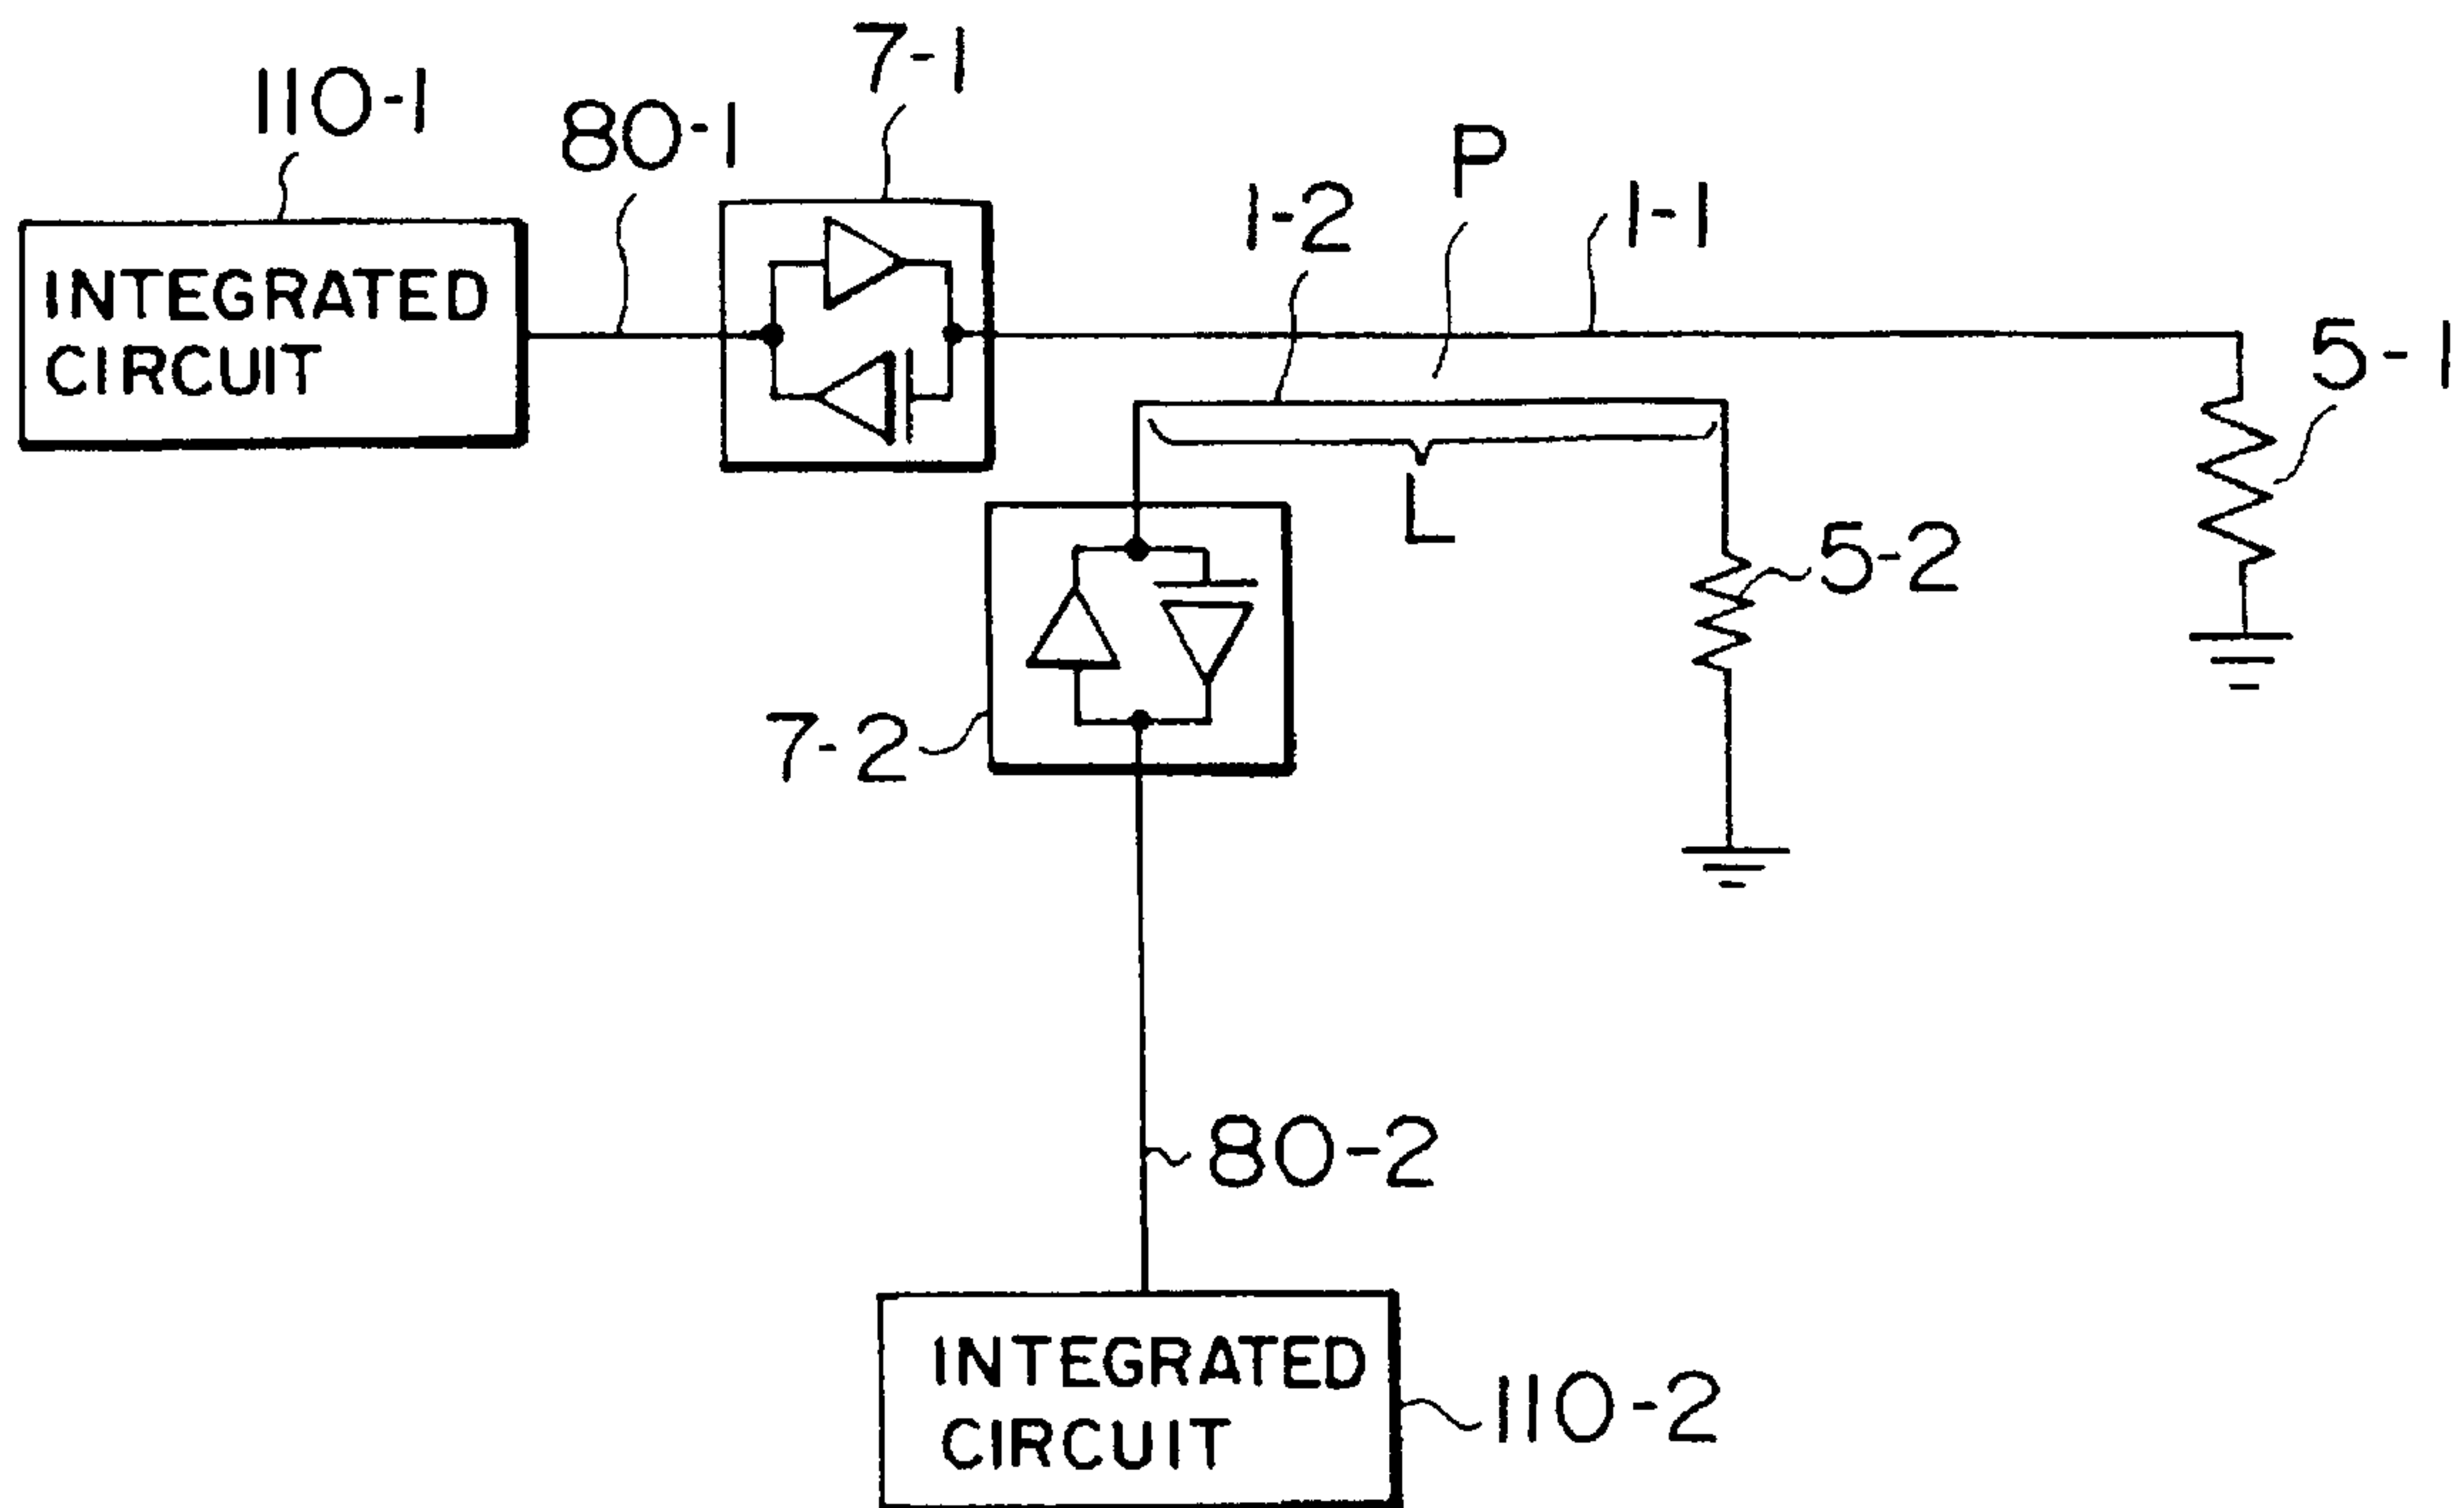 7-1
110-1
80-1
P
1-2
1-1
INTEGRATED
CIRCUIT
5-1
L
5-2
7-2
80-2
INTEGRATED
CIRCUIT
110-2